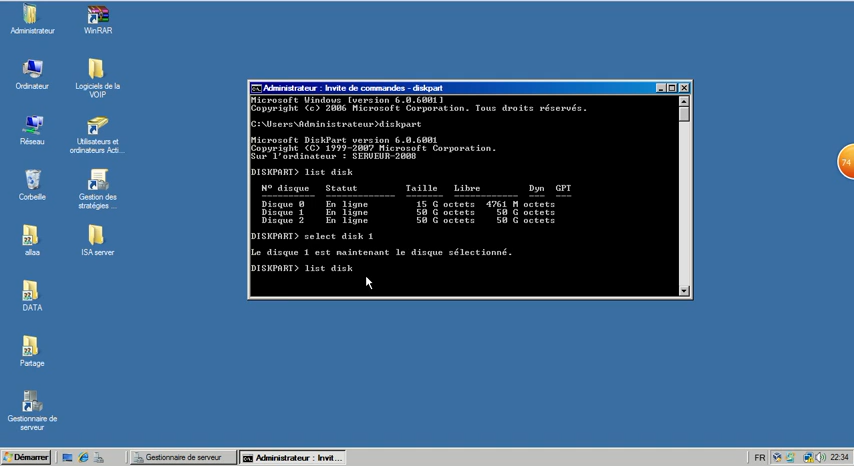 Administrateur
WinRAR
Ordinateur
Logiciels de la
VOIP
Réseau
Utilisateurs et
ordinateurs Acti...
Corbeille
Gestion des
stratégies ...
allaa
ISA server
DATA
Partage
Gestionnaire de
serveur
Administrateur : Invite de commandes - diskpart
Microsoft Windows [version 6.0.6001]
Copyright (c) 2006 Microsoft Corporation. Tous droits réservés.
C:\Users\Administrateur>diskpart
Microsoft DiskPart version 6.0.6001
Copyright (C) 1999-2007 Microsoft Corporation.
Sur l'ordinateur : SERVEUR-2008
DISKPART> list disk
N° disque Statut Taille Libre Dyn GPT
--------- ------------- ------- ------- --- ---
Disque 0 En ligne 15 G octets 4761 M octets
Disque 1 En ligne 50 G octets 50 G octets
Disque 2 En ligne 50 G octets 50 G octets
DISKPART> select disk 1
Le disque 1 est maintenant le disque sélectionné.
DISKPART> list disk
74
Démarrer
Gestionnaire de serveur
Administrateur : Invit...
FR
22:34